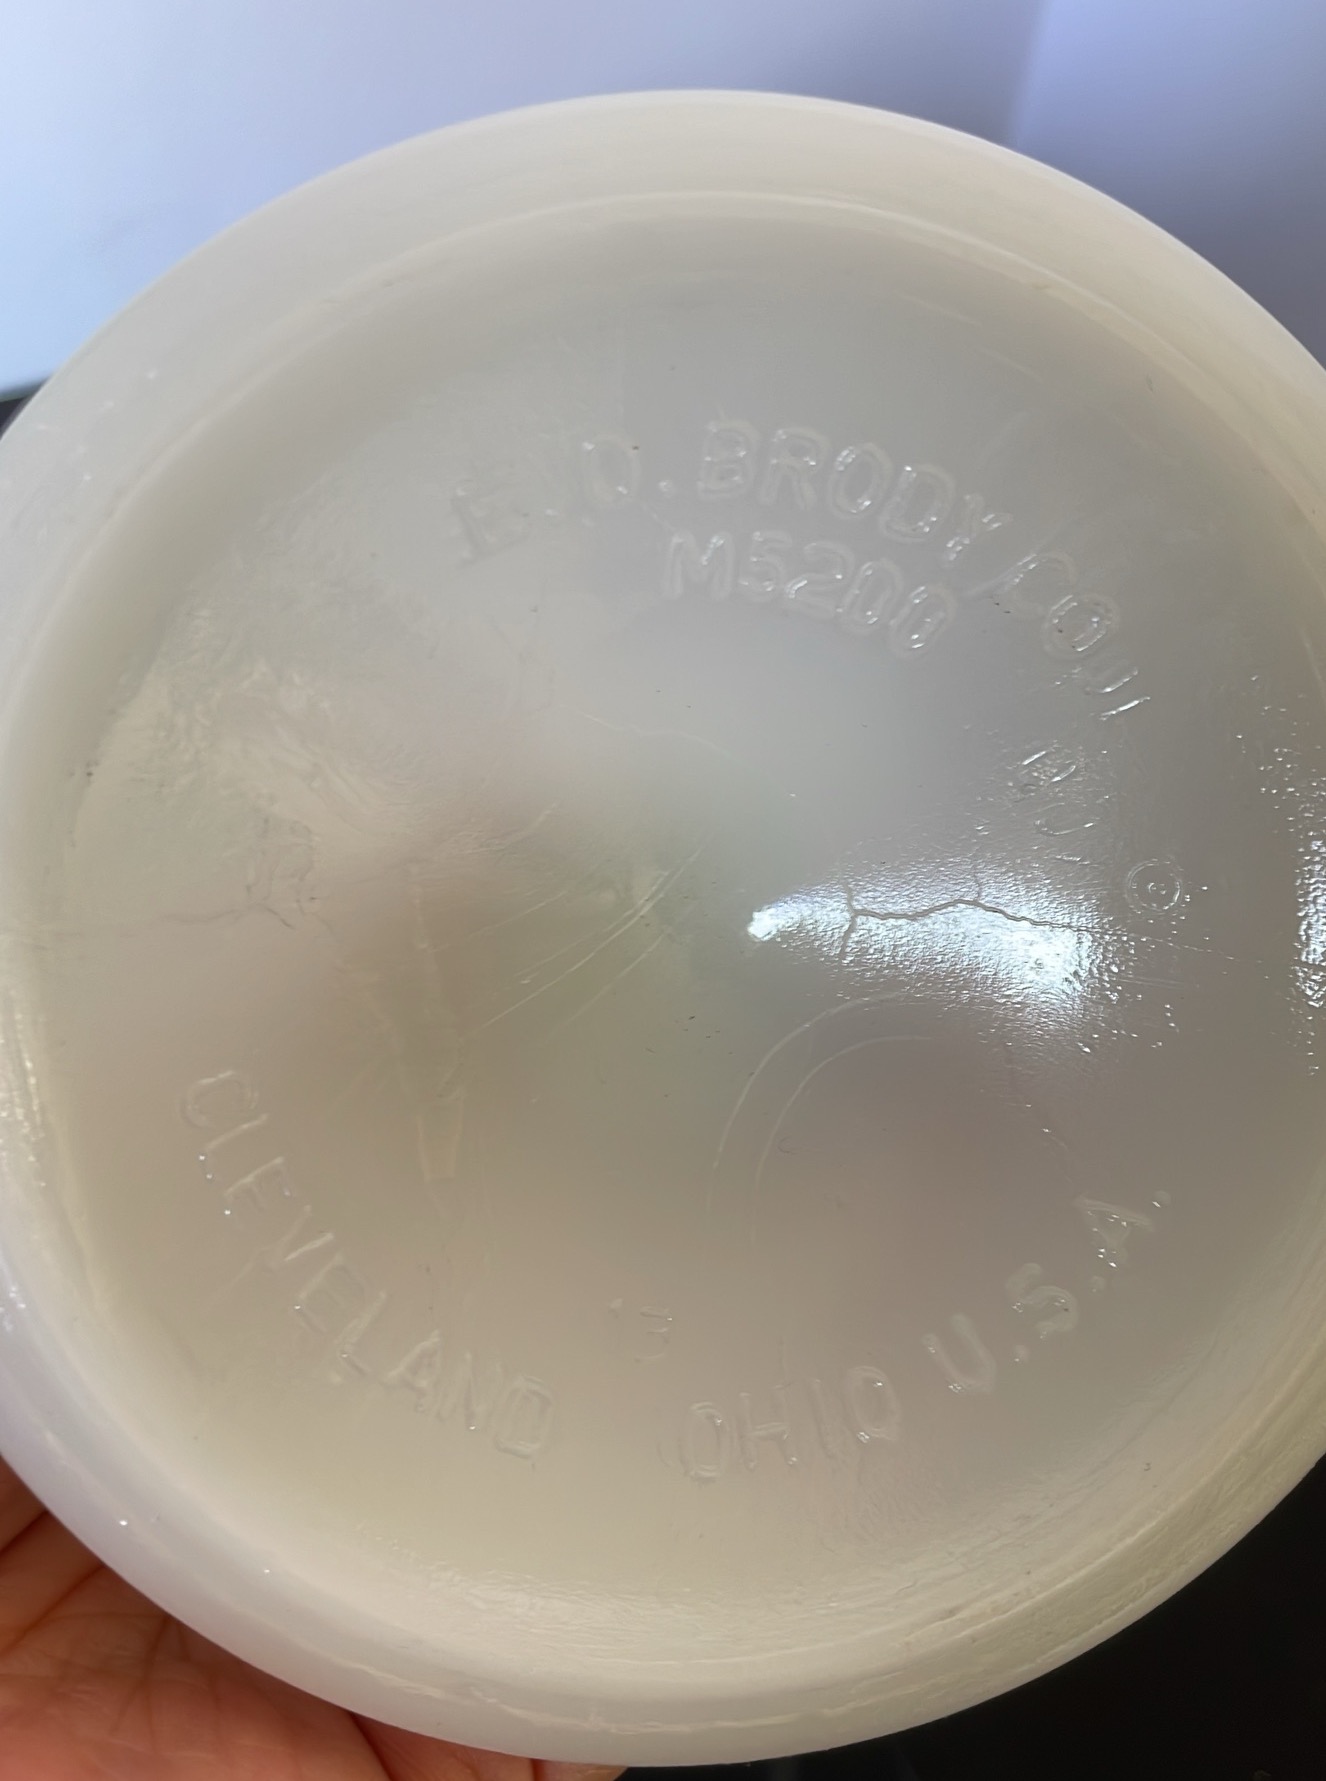 E. O. BRODY CO.
M5200
©
CLEVELAND OHIO U.S.A.